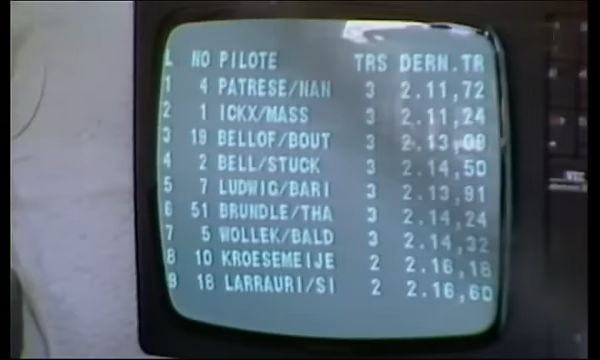 L NO PILOTE TRS DERN.TR
1 4 PATRESE/NAN 3 2.11,72
2 1 ICKX/MASS 3 2.11,24
3 19 BELLOF/BOUT 3 2.13,08
4 2 BELL/STUCK 3 2.14,50
5 7 LUDWIG/BARI 3 2.13,91
6 51 BRUNDLE/THA 3 2.14,24
7 5 WOLLEK/BALD 3 2.14,32
8 10 KROESEMEIJE 2 2.16,18
9 18 LARRAURI/SI 2 2.16,60